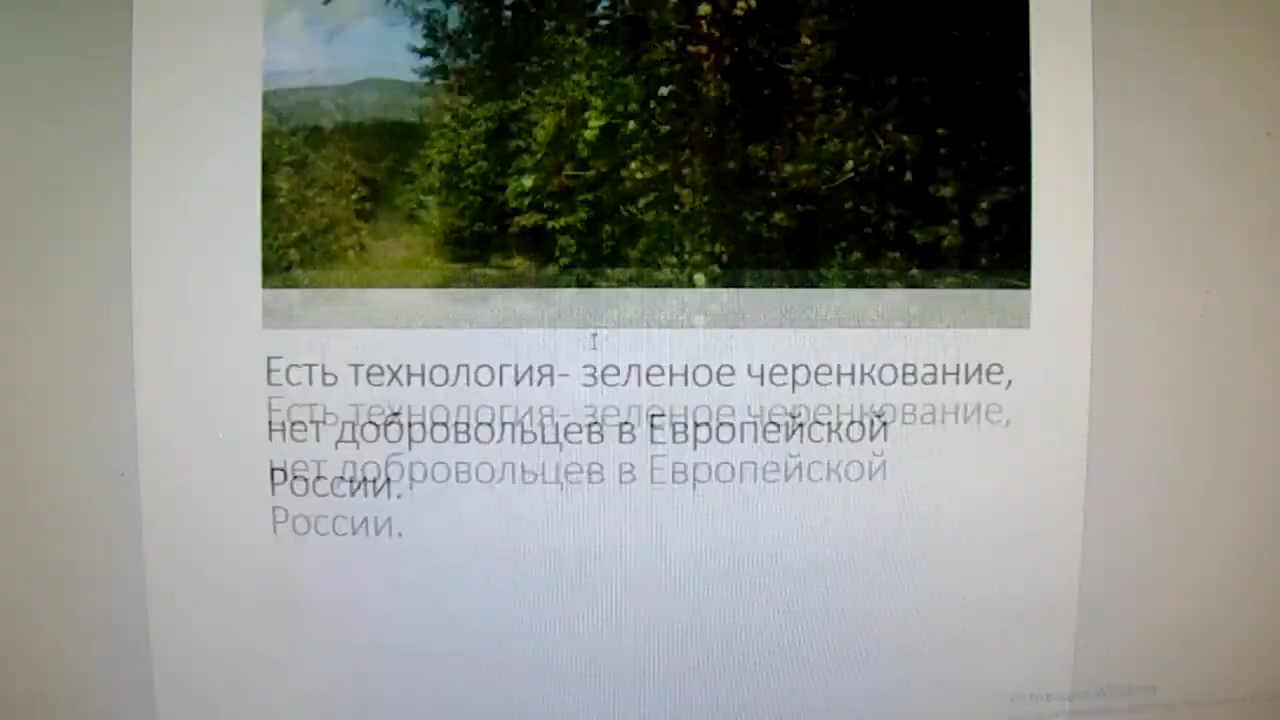 Есть технология- зеленое черенкование,
нет добровольцев в Европейской
России.